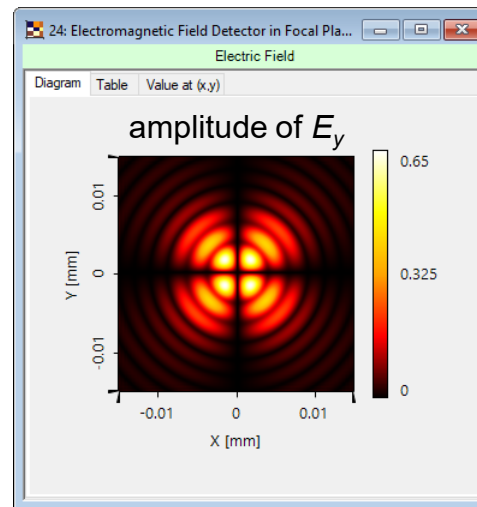 24: Electromagnetic Field Detector in Focal Pla...
Electric Field
Diagram Table Value at (x,y)
amplitude of Ey
0.65
0.01
0.325
Y [mm]
0
-0.01
0
-0.01 0 0.01
X [mm]